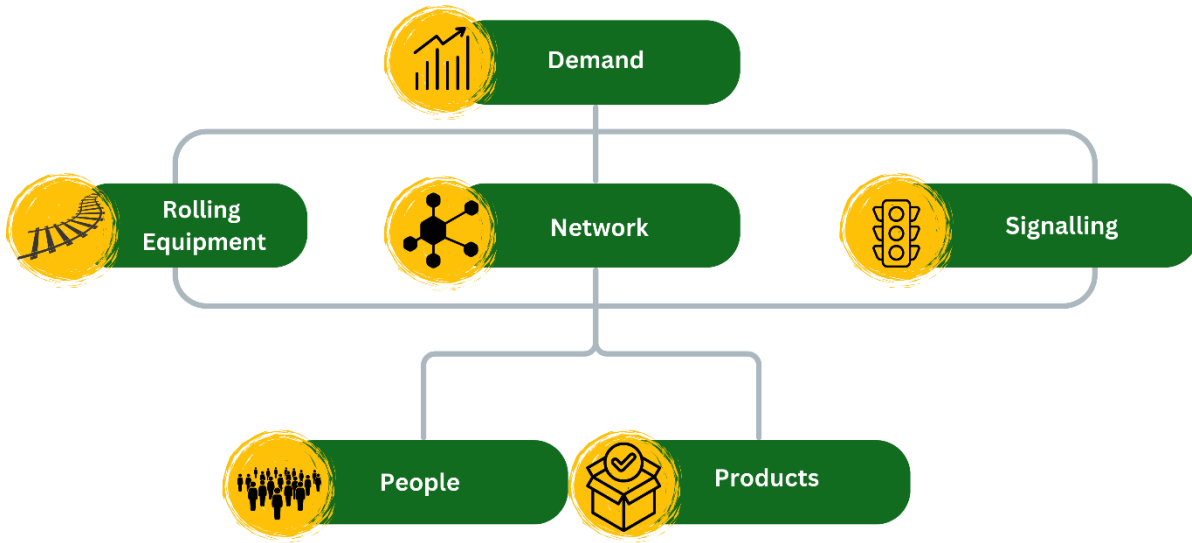 Demand
Rolling
Equipment
Network
Signalling
People
Products